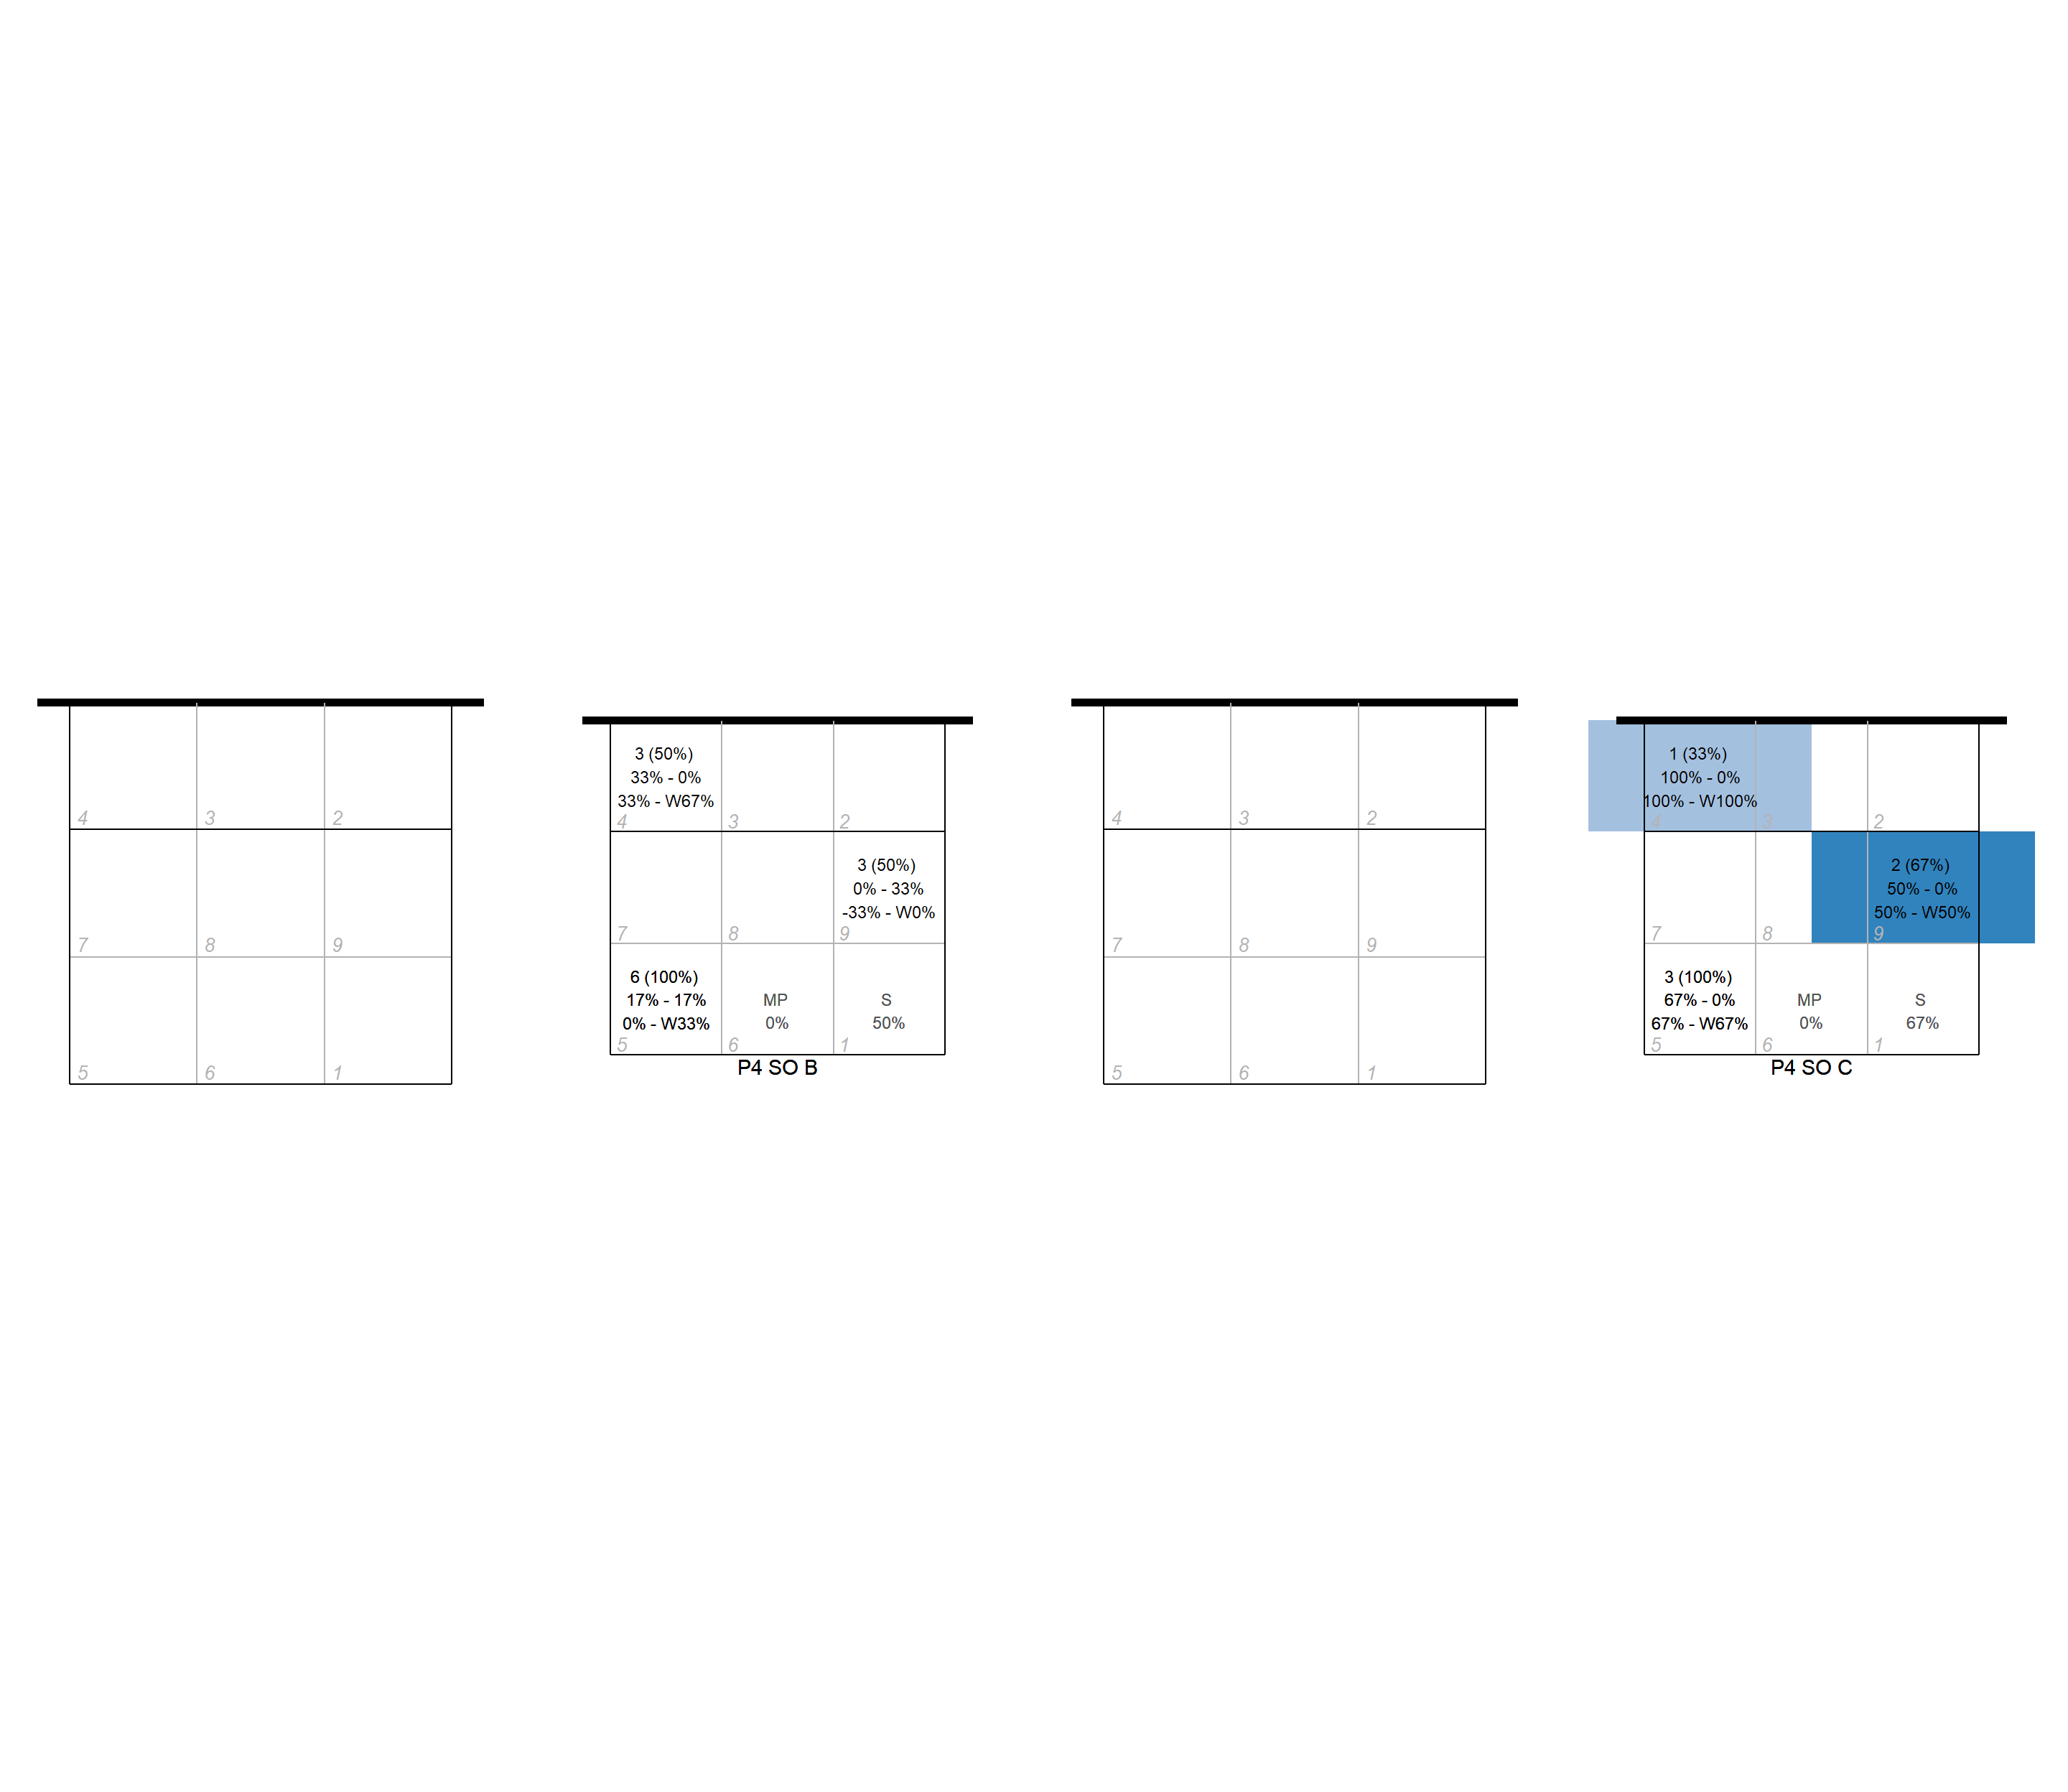 4 3 2
7 8 9
5 6 1
3 (50%)
33% - 0%
33% - W67%
4 3 2
3 (50%)
0% - 33%
-33% - W0%
7 8 9
6 (100%)
17% - 17%
0% - W33%
MP
0%
S
50%
5 6 1
P4 SO B
4 3 2
7 8 9
5 6 1
1 (33%)
100% - 0%
100% - W100%
4 3 2
2 (67%)
50% - 0%
50% - W50%
7 8 9
3 (100%)
67% - 0%
67% - W67%
MP
0%
S
67%
5 6 1
P4 SO C